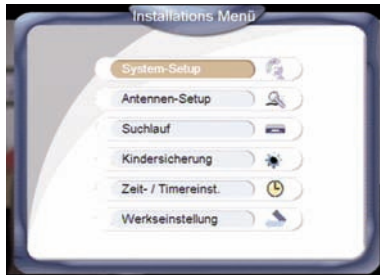 Installations Menü
System-Setup
Antennen-Setup
Suchlauf
Kindersicherung
Zeit- / Timereinst.
Werkseinstellung